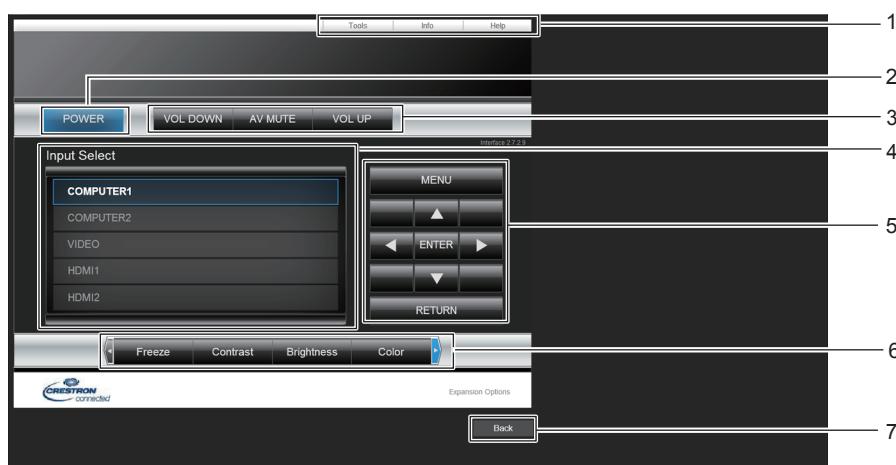 Tools Info Help 1
2
POWER VOL DOWN AV MUTE VOL UP 3
Interface 2.7.2.9
4
Input Select
COMPUTER1
COMPUTER2
VIDEO
HDMI1
HDMI2
MENU
ENTER
RETURN
5
Freeze Contrast Brightness Color 6
CRESTRON
connected
Expansion Options
Back 7